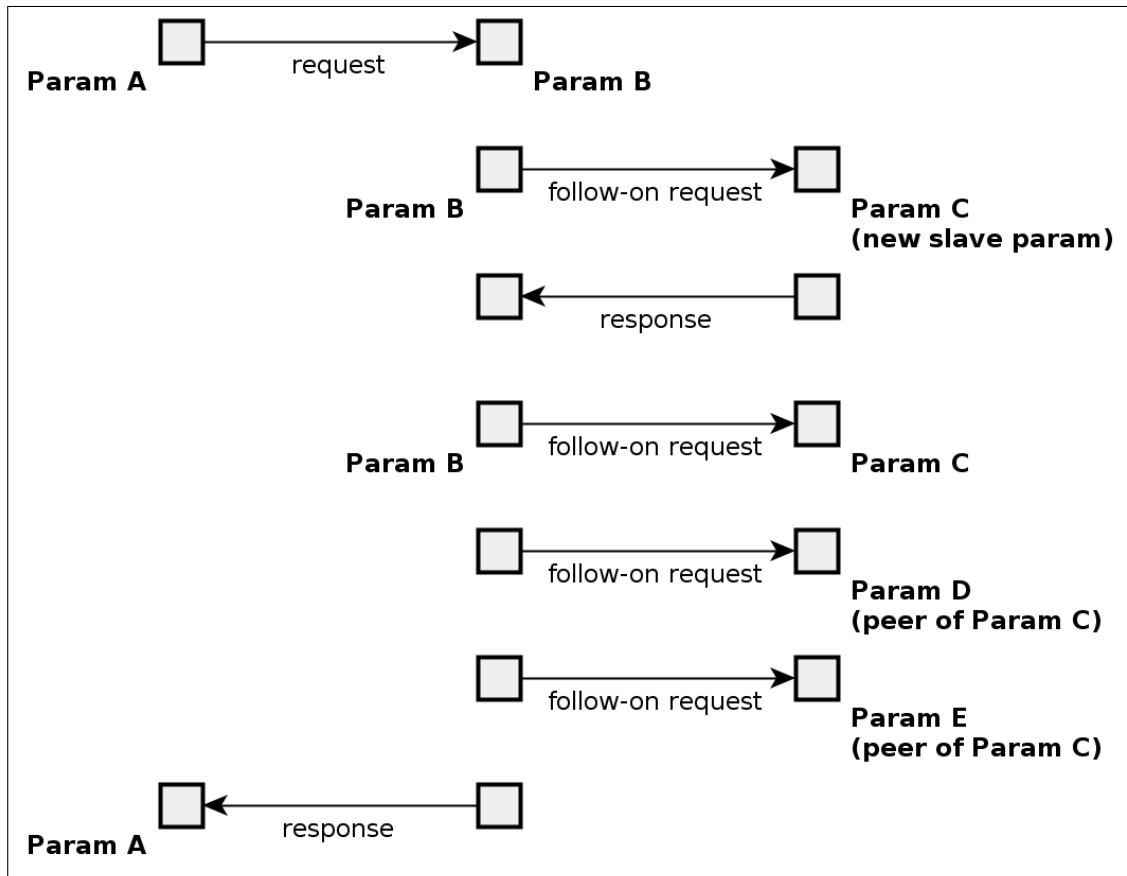 request
Param A
Param B
follow-on request
Param B
Param C
(new slave param)
response
follow-on request
Param B
Param C
follow-on request
Param D
(peer of Param C)
follow-on request
Param E
(peer of Param C)
response
Param A